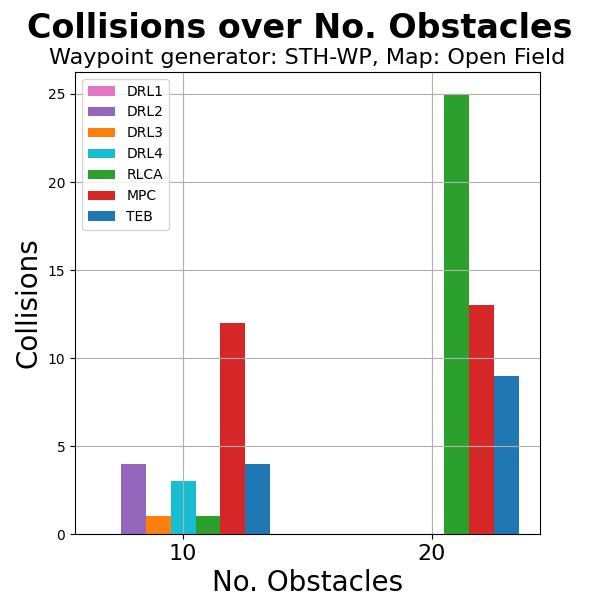 Collisions over No. Obstacles
Waypoint generator: STH-WP, Map: Open Field
DRL1
DRL2
DRL3
DRL4
RLCA
MPC
TEB
Collisions
25
20
15
10
5
0
10 20
No. Obstacles